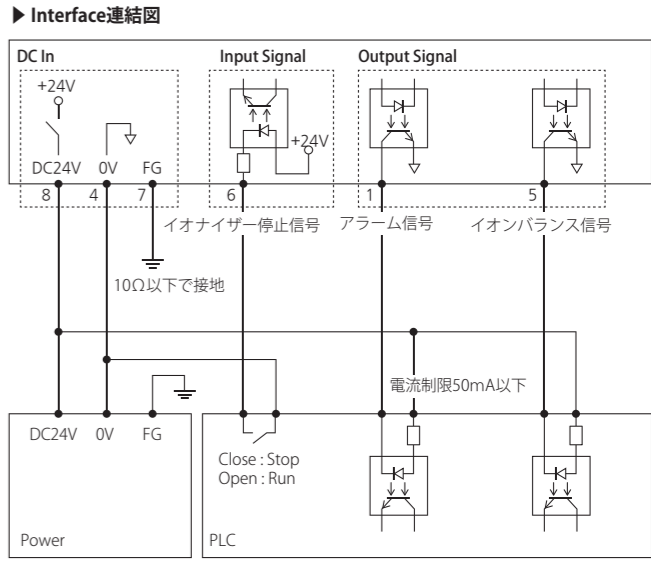 ▶ Interface連結図
DC In
Input Signal
Output Signal
+24V
+24V
DC24V 0V FG
8 4 7 6 1 5
イオナイザー停止信号
アラーム信号
イオンバランス信号
10Ω以下で接地
電流制限50mA以下
DC24V 0V FG
Close : Stop
Open : Run
Power
PLC